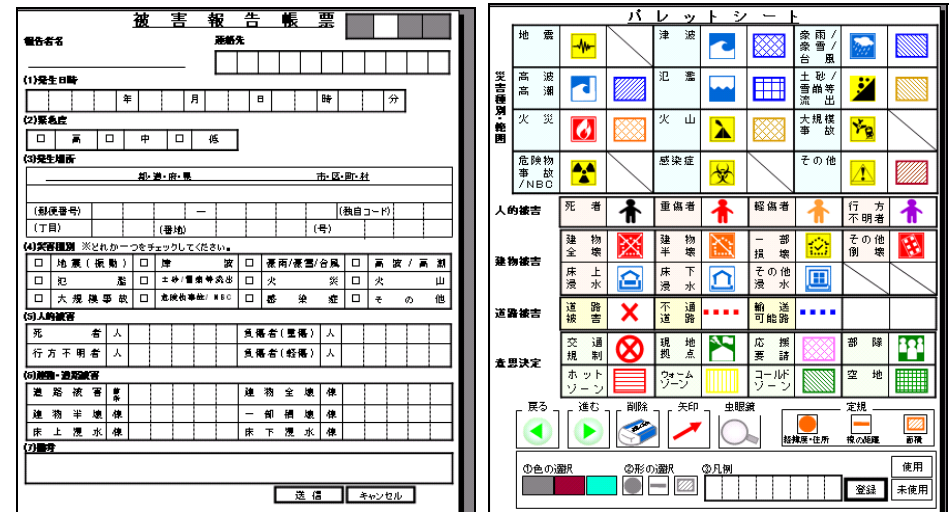 被害報告帳票
報告者名 連絡先
(1)発生日時
年 月 日 時 分
(2)緊急度
□ 高 □ 中 □ 低
(3)発生場所
都・道・府・県 市・区・町・村
(郵便番号) ― (独自コード)
(丁目) (番地) (号)
(4)災害種別 ※どれか一つをチェックしてください。
□ 地震(振動) □ 津波 □ 豪雨/豪雪/台風 □ 高波/高潮
□ 氾濫 □ 土砂/雪崩等流出 □ 火災 □ 火山
□ 大規模事故 □ 危険物事故/NBC □ 感染症 □ その他
(5)人的被害
死者 人 負傷者(重傷) 人
行方不明者 人 負傷者(軽傷) 人
(6)建物・道路被害
道路被害 箇条 建物全壊 棟
建物半壊 棟 一部損壊 棟
床上浸水 棟 床下浸水 棟
(7)備考
送信 キャンセル
パレットシート
災害種別・範囲
地震 津波 豪雨/豪雪/台風
高波高潮 氾濫 土砂/雪崩等流出
火災 火山 大規模事故
危険物事故/NBC 感染症 その他
人的被害 死者 重傷者 軽傷者 行方不明者
建物被害 建物全壊 建物半壊 一部損壊 その他倒壊
床上浸水 床下浸水 その他浸水
道路被害 道路被害 不通道路 輸送可能路
意思決定 交通規制 現地拠点 応援要請 部隊
ホットゾーン ウォームゾーン コールドゾーン 空地
戻る 進む 削除 矢印 虫眼鏡 定規
経緯度・住所 線の距離 面積
①色の選択 ②形の選択 ③凡例 使用
登録 未使用